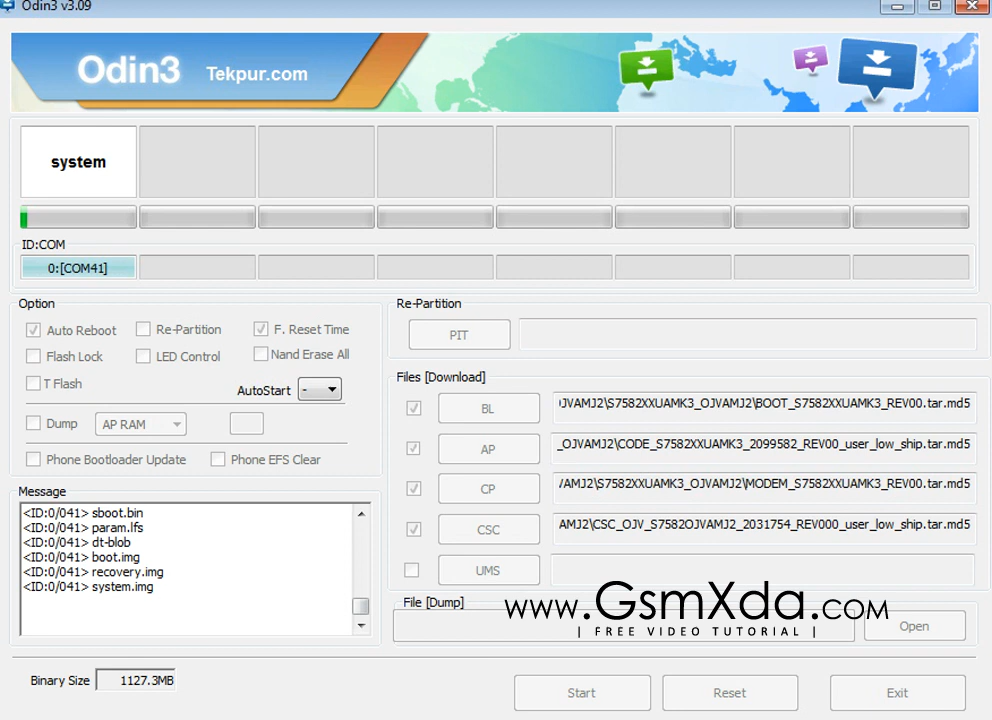 Odin3 v3.09
Odin3 Tekpur.com
system
ID:COM
0:[COM41]
Option
Auto Reboot
Re-Partition
F. Reset Time
Flash Lock
LED Control
Nand Erase All
T Flash
AutoStart -
Dump
AP RAM
Phone Bootloader Update
Phone EFS Clear
Message
<ID:0/041> sboot.bin
<ID:0/041> param.lfs
<ID:0/041> dt-blob
<ID:0/041> boot.img
<ID:0/041> recovery.img
<ID:0/041> system.img
Re-Partition
PIT
Files [Download]
BL
OJVAMJ2\S7582XXUAMK3_OJVAMJ2\BOOT_S7582XXUAMK3_REV00.tar.md5
AP
_OJVAMJ2\CODE_S7582XXUAMK3_2099582_REV00_user_low_ship.tar.md5
CP
/AMJ2\S7582XXUAMK3_OJVAMJ2\MODEM_S7582XXUAMK3_REV00.tar.md5
CSC
AMJ2\CSC_OJV_S7582OJVAMJ2_2031754_REV000_user_low_ship.tar.md5
UMS
File [Dump]
www.GsmXda.com
| FREE VIDEO TUTORIAL |
Open
Binary Size 1127.3MB
Start
Reset
Exit